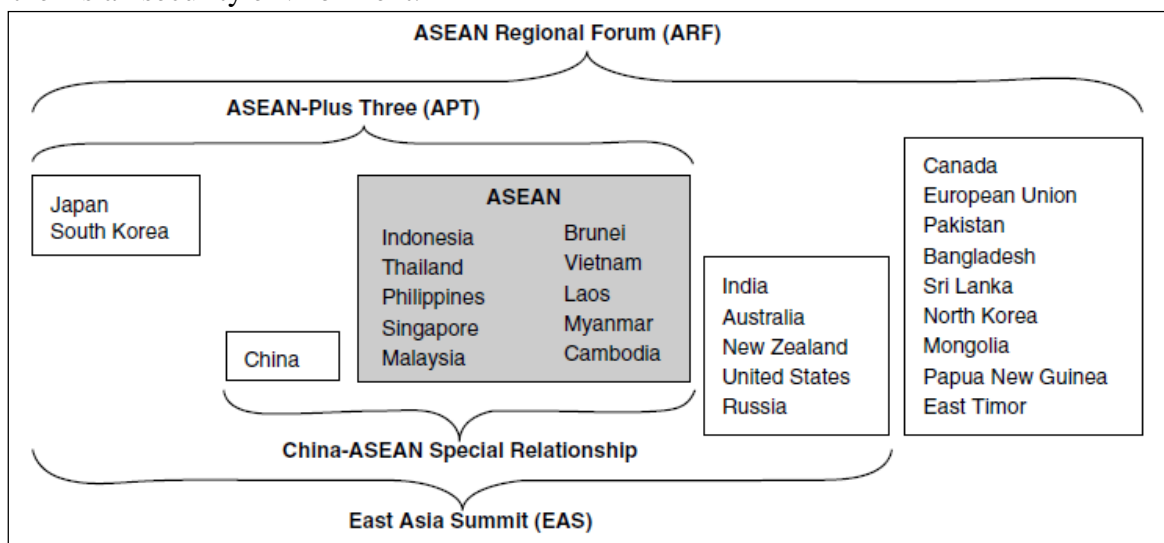 ASEAN Regional Forum (ARF)
ASEAN-Plus Three (APT)
Japan
South Korea
China
ASEAN
Indonesia
Thailand
Philippines
Singapore
Malaysia
Brunei
Vietnam
Laos
Myanmar
Cambodia
India
Australia
New Zealand
United States
Russia
Canada
European Union
Pakistan
Bangladesh
Sri Lanka
North Korea
Mongolia
Papua New Guinea
East Timor
China-ASEAN Special Relationship
East Asia Summit (EAS)